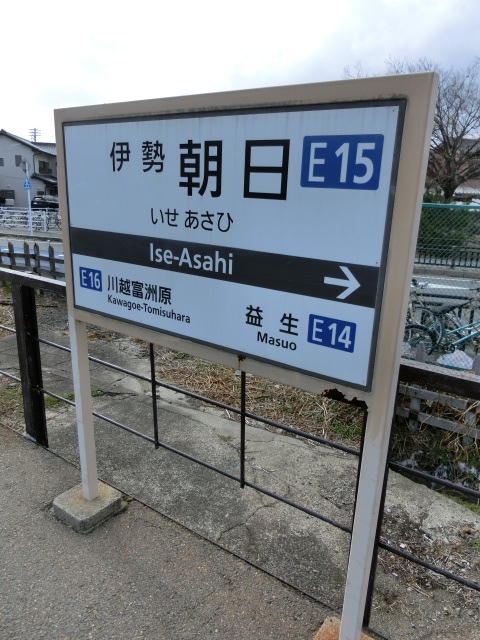 伊勢朝日 E15
いせ あさひ
Ise-Asahi →
E16 川越富洲原
Kawagoe-Tomisuhara
益生 E14
Masuo